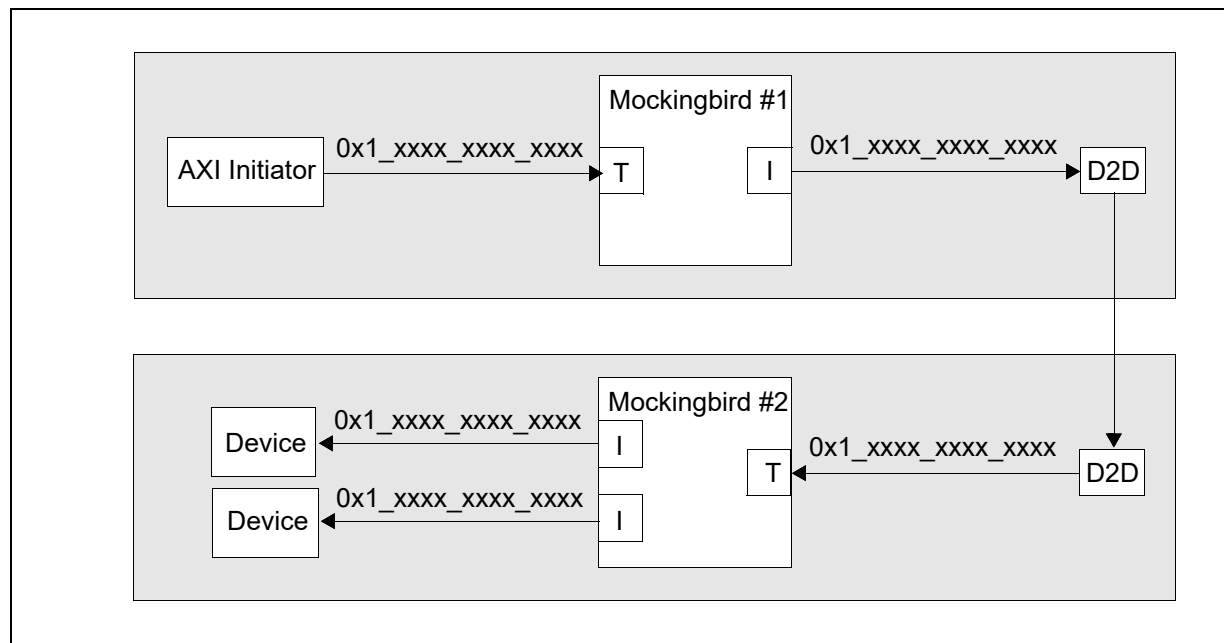 Mockingbird #1
AXI Initiator
0x1_xxxx_xxxx_xxxx
T
I
0x1_xxxx_xxxx_xxxx
D2D
Mockingbird #2
Device
0x1_xxxx_xxxx_xxxx
I
T
0x1_xxxx_xxxx_xxxx
D2D
Device
0x1_xxxx_xxxx_xxxx
I